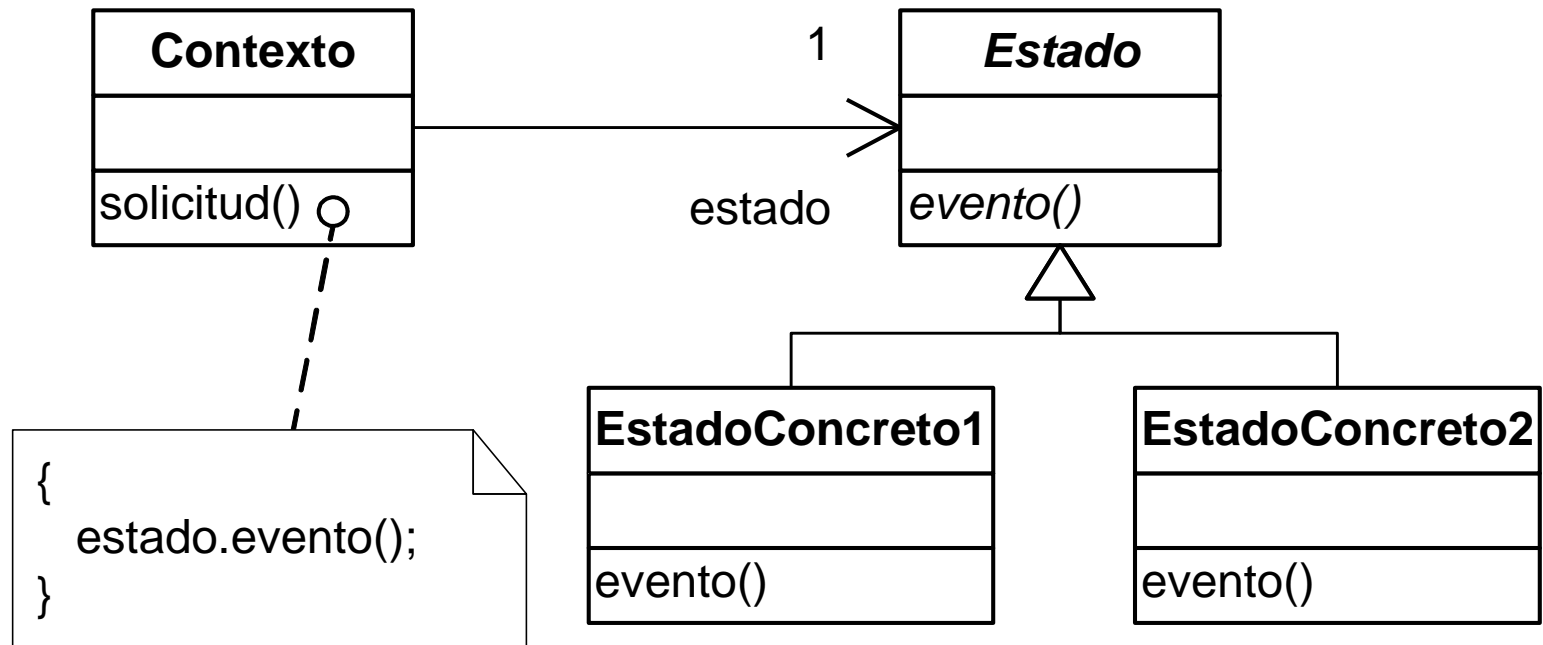 Contexto
solicitud()
1
estado
Estado
evento()
EstadoConcreto1
evento()
EstadoConcreto2
evento()
{
estado.evento();
}